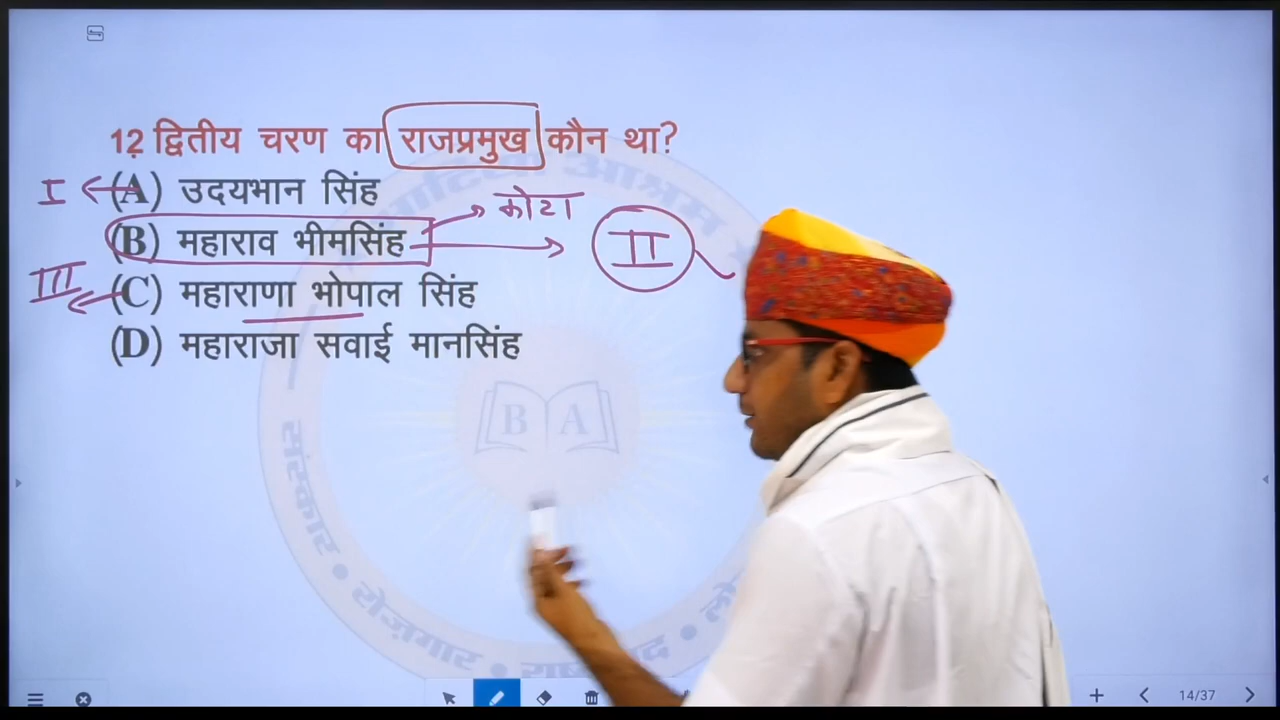 12. द्वितीय चरण का राजप्रमुख कौन था?
I (A) उदयभान सिंह
कोटा
(B) महाराव भीमसिंह II
III (C) महाराणा भोपाल सिंह
(D) महाराजा सवाई मानसिंह
B A
संस्कार • रोज़गार •
14/37